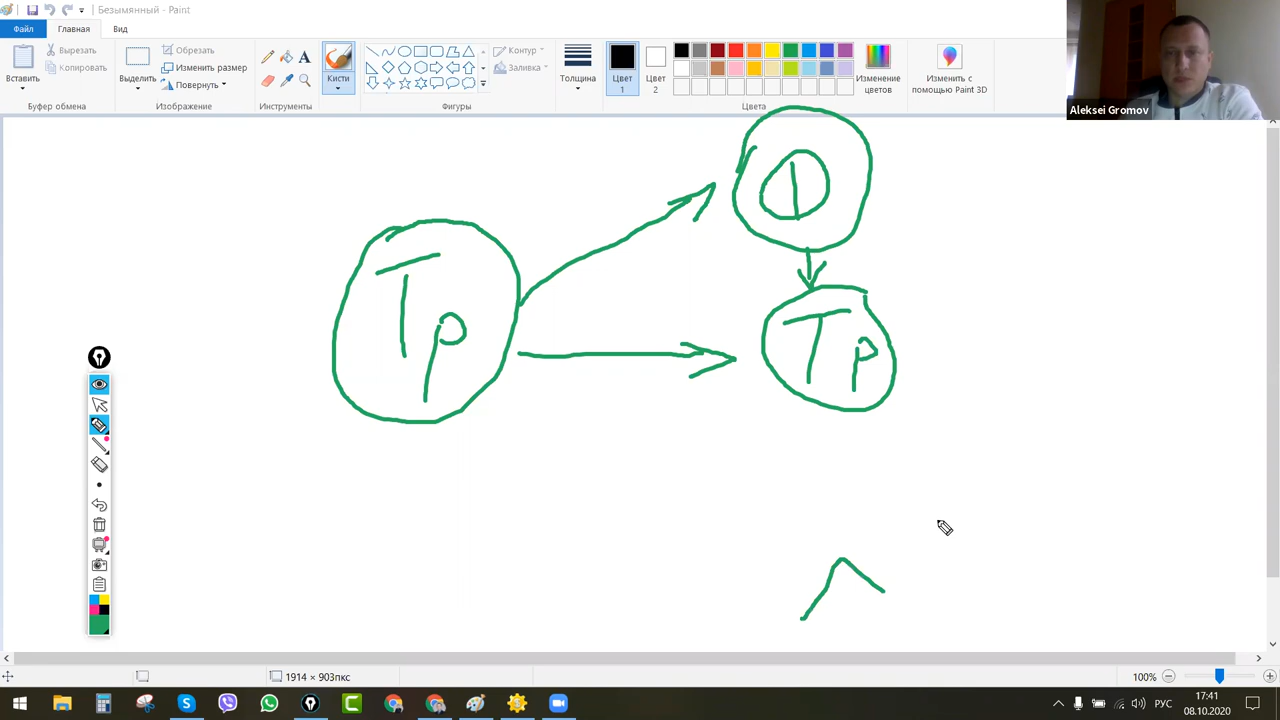 Безымянный - Paint
Файл
Главная
Вид
Вставить
Вырезать
Копировать
Буфер обмена
Выделить
Обрезать
Изменить размер
Повернуть
Изображение
Инструменты
Кисти
Контур
Заливка
Фигуры
Толщина
Цвет
1
Цвет
2
Изменение
цветов
Цвета
Изменить с
помощью Paint 3D
Aleksei Gromov
Тр
Тр
1914 × 903пкс
100%
РУС
17:41
08.10.2020